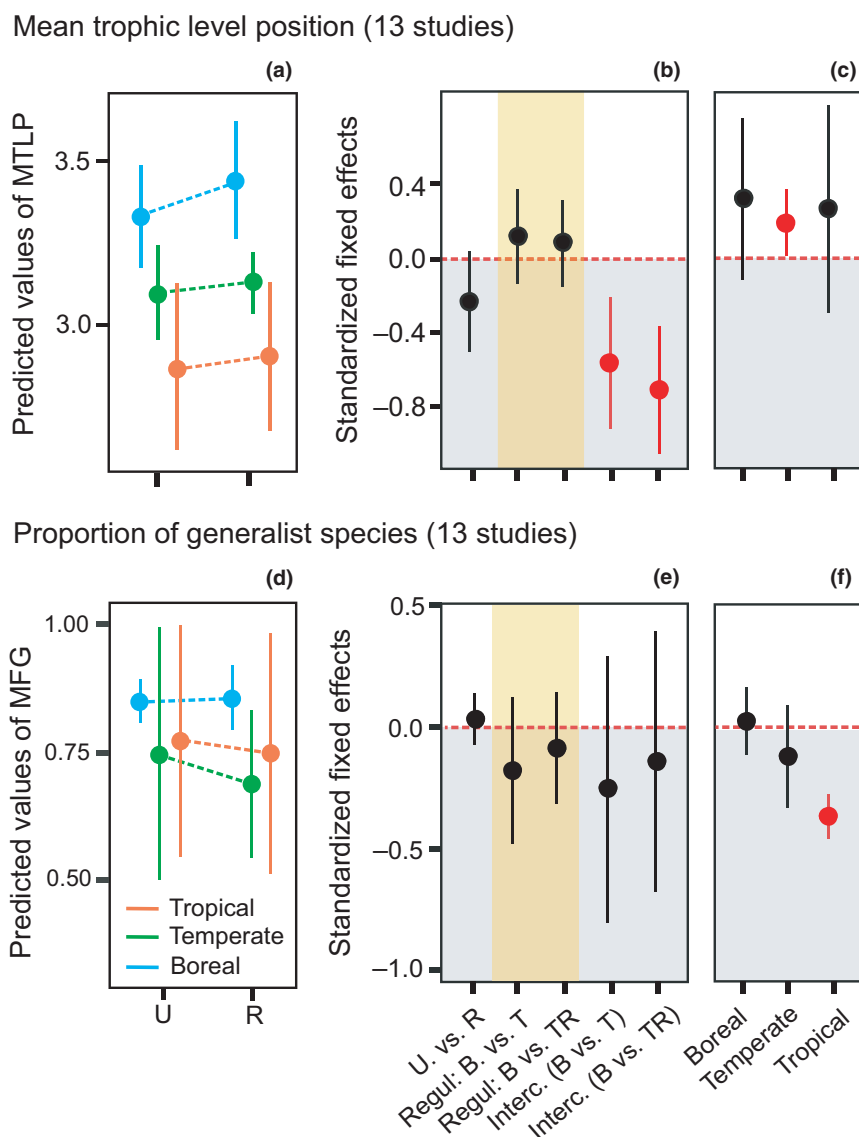 Mean trophic level position (13 studies)
(a)
(b)
(c)
Predicted values of MTLP
3.5
3.0
Standardized fixed effects
0.4
0.0
−0.4
−0.8
Proportion of generalist species (13 studies)
(d)
(e)
(f)
Predicted values of MFG
1.00
0.75
0.50
Tropical
Temperate
Boreal
U
R
Standardized fixed effects
0.5
0.0
−0.5
−1.0
U. vs. R
Regul: B. vs. T
Regul: B vs. TR
Interc. (B vs. T)
Interc. (B vs. TR)
Boreal
Temperate
Tropical